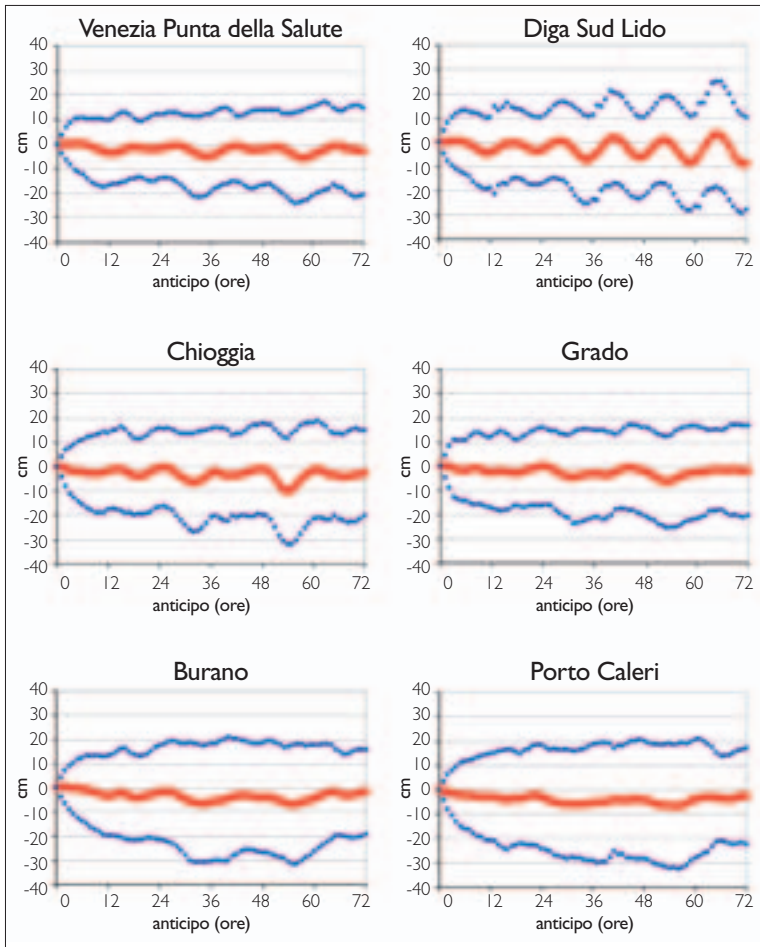 Venezia Punta della Salute
40
30
20
10
0
-10
-20
-30
-40
cm
0 12 24 36 48 60 72
anticipo (ore)
Diga Sud Lido
40
30
20
10
0
-10
-20
-30
-40
cm
0 12 24 36 48 60 72
anticipo (ore)
Chioggia
40
30
20
10
0
-10
-20
-30
-40
cm
0 12 24 36 48 60 72
anticipo (ore)
Grado
40
30
20
10
0
-10
-20
-30
-40
cm
0 12 24 36 48 60 72
anticipo (ore)
Burano
40
30
20
10
0
-10
-20
-30
-40
cm
0 12 24 36 48 60 72
anticipo (ore)
Porto Caleri
40
30
20
10
0
-10
-20
-30
-40
cm
0 12 24 36 48 60 72
anticipo (ore)